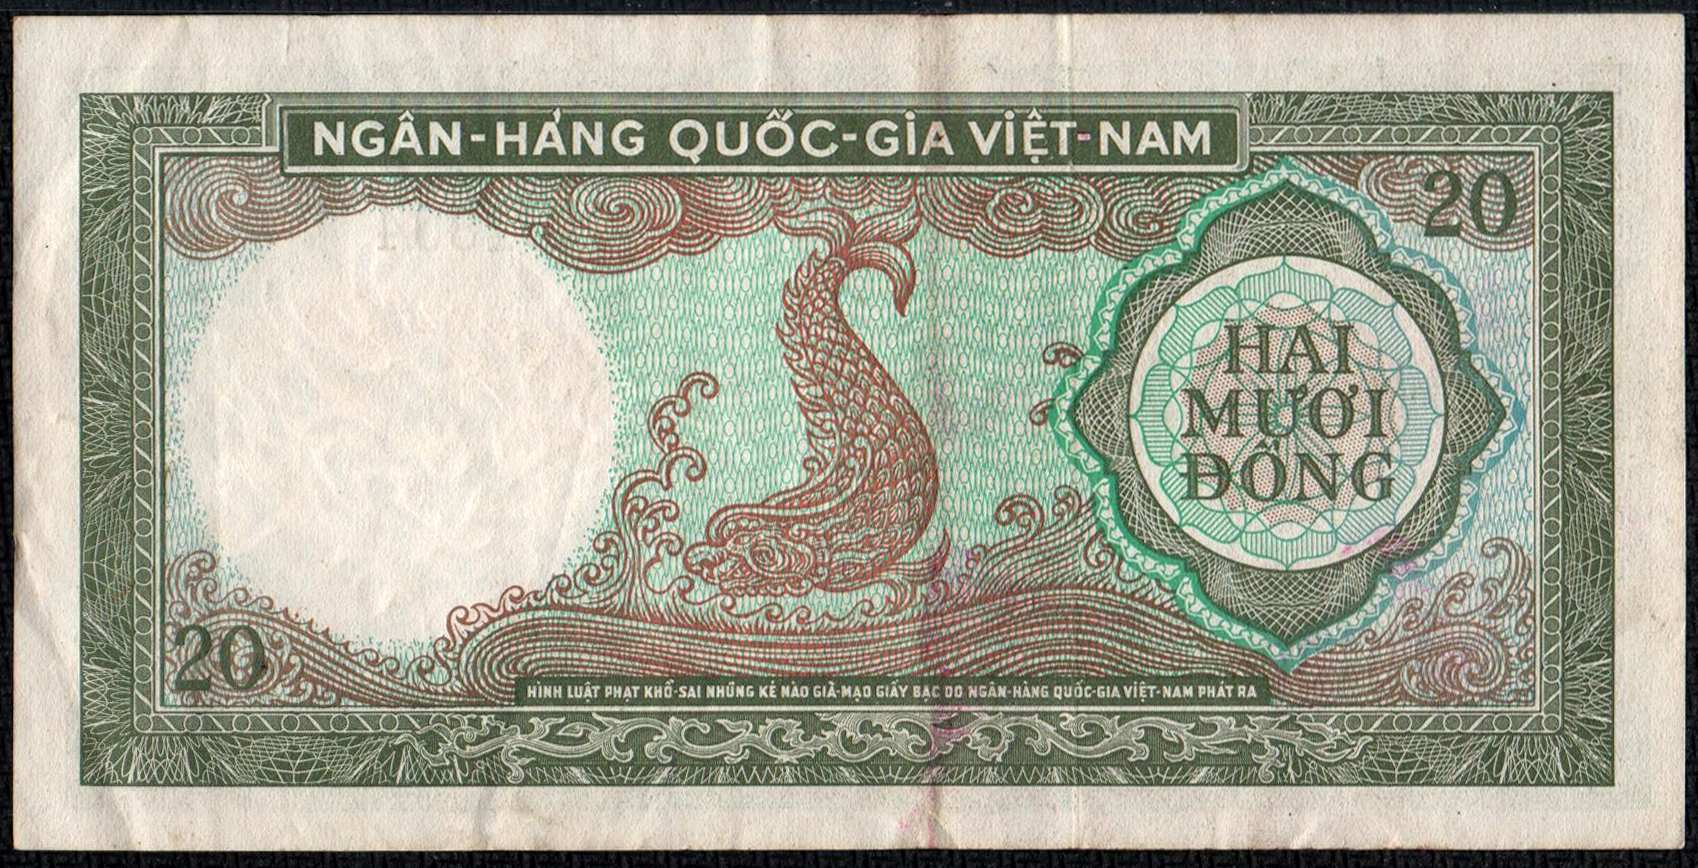 NGÂN-HÀNG QUỐC-GIA VIỆT-NAM
20
HAI
MƯƠI
ĐỒNG
20
HÌNH LUẬT PHẠT KHỔ-SAI NHỮNG KẺ NÀO GIẢ-MẠO GIẤY BẠC DO NGÂN-HÀNG QUỐC-GIA VIỆT-NAM PHÁT RA